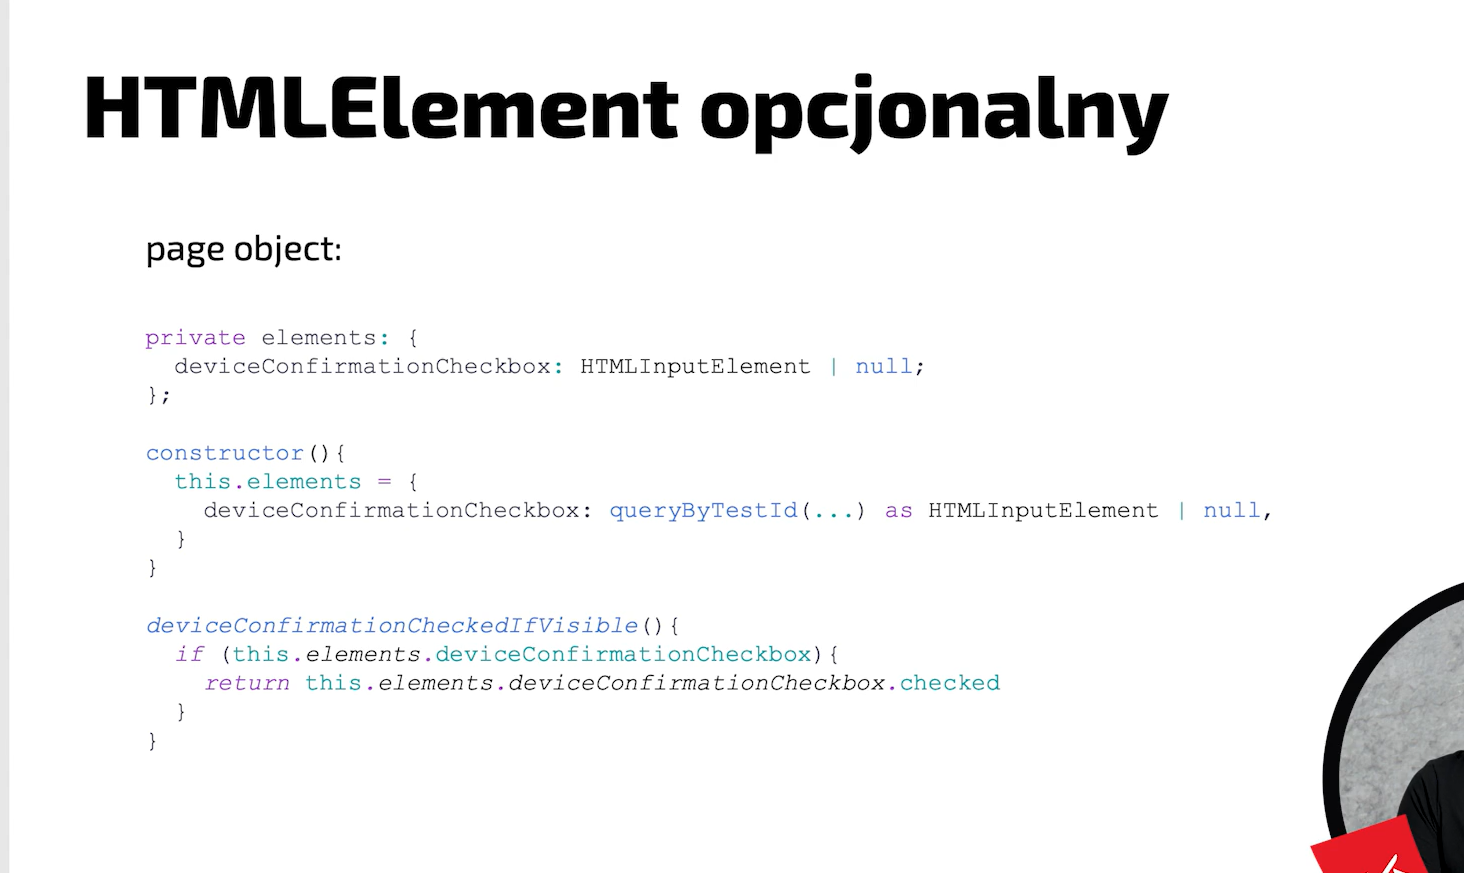 HTMLElement opcjonalny
page object:
private elements: {
deviceConfirmationCheckbox: HTMLInputElement | null;
};
constructor(){
this.elements = {
deviceConfirmationCheckbox: queryByTestId(...) as HTMLInputElement | null,
}
}
deviceConfirmationCheckedIfVisible(){
if (this.elements.deviceConfirmationCheckbox){
return this.elements.deviceConfirmationCheckbox.checked
}
}